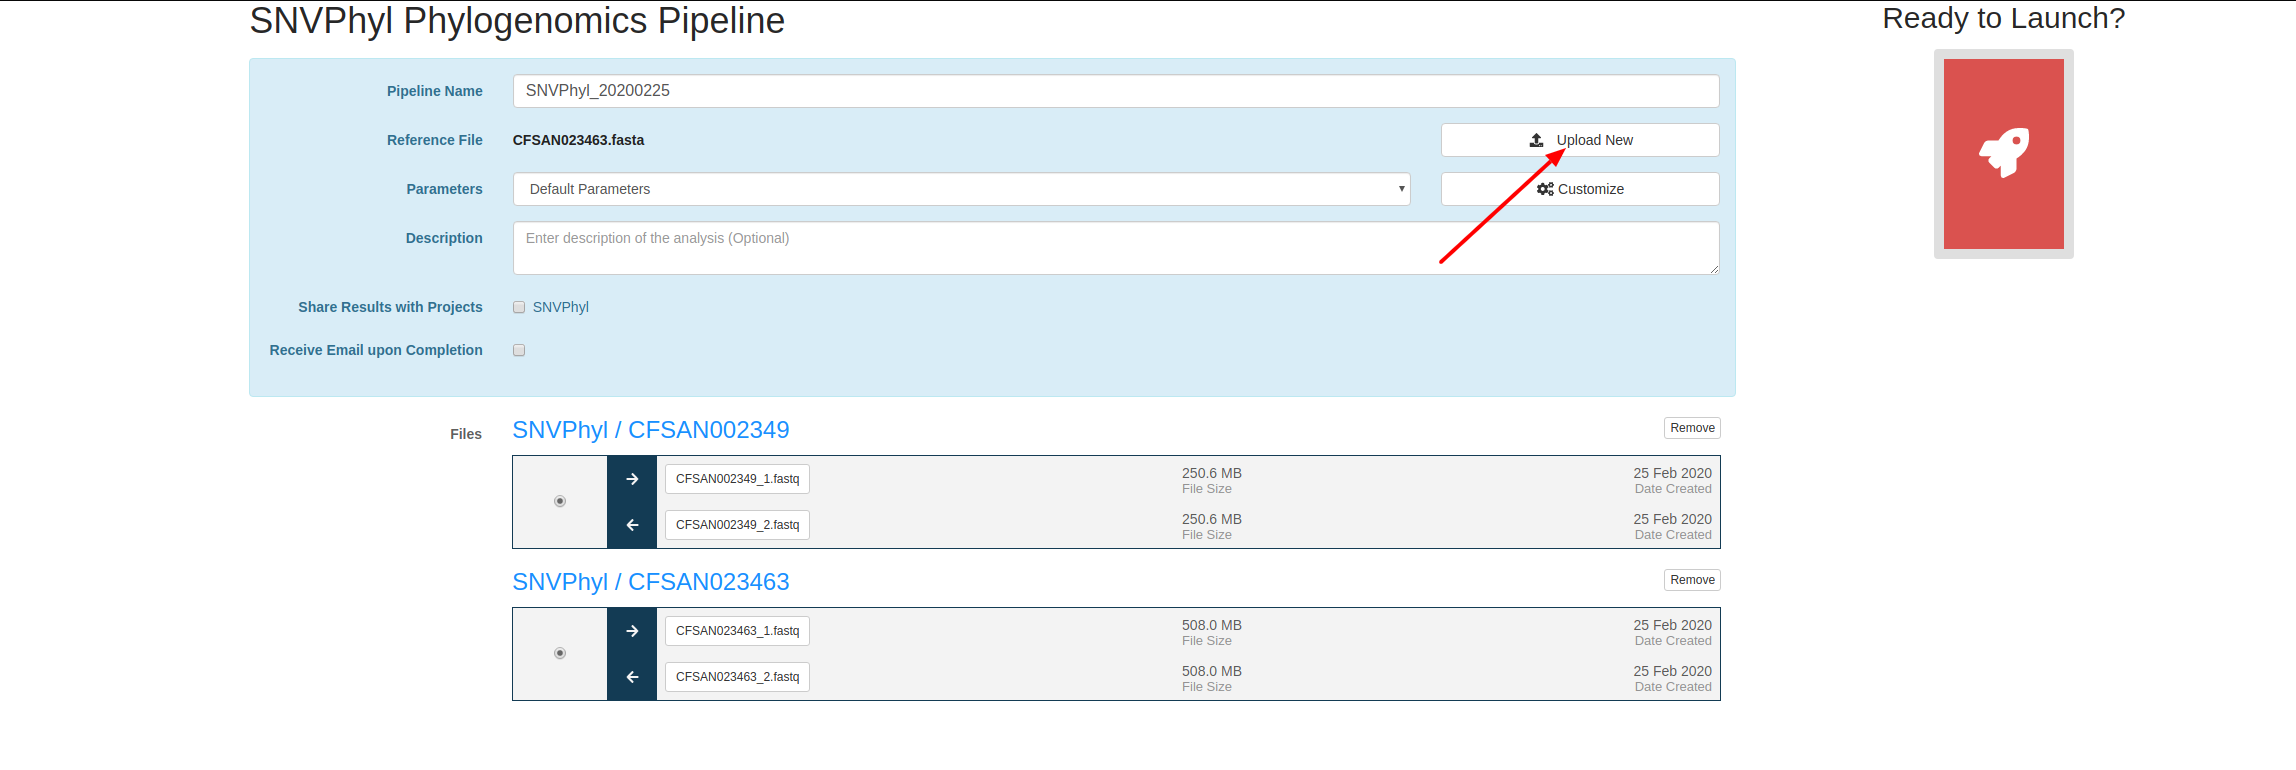 SNVPhyl Phylogenomics Pipeline
Ready to Launch?
Pipeline Name
SNVPhyl_20200225
Reference File
CFSAN023463.fasta
Upload New
Parameters
Default Parameters
Customize
Description
Enter description of the analysis (Optional)
Share Results with Projects
SNVPhyl
Receive Email upon Completion
Files
SNVPhyl / CFSAN002349
Remove
CFSAN002349_1.fastq
250.6 MB
File Size
25 Feb 2020
Date Created
CFSAN002349_2.fastq
250.6 MB
File Size
25 Feb 2020
Date Created
SNVPhyl / CFSAN023463
Remove
CFSAN023463_1.fastq
508.0 MB
File Size
25 Feb 2020
Date Created
CFSAN023463_2.fastq
508.0 MB
File Size
25 Feb 2020
Date Created